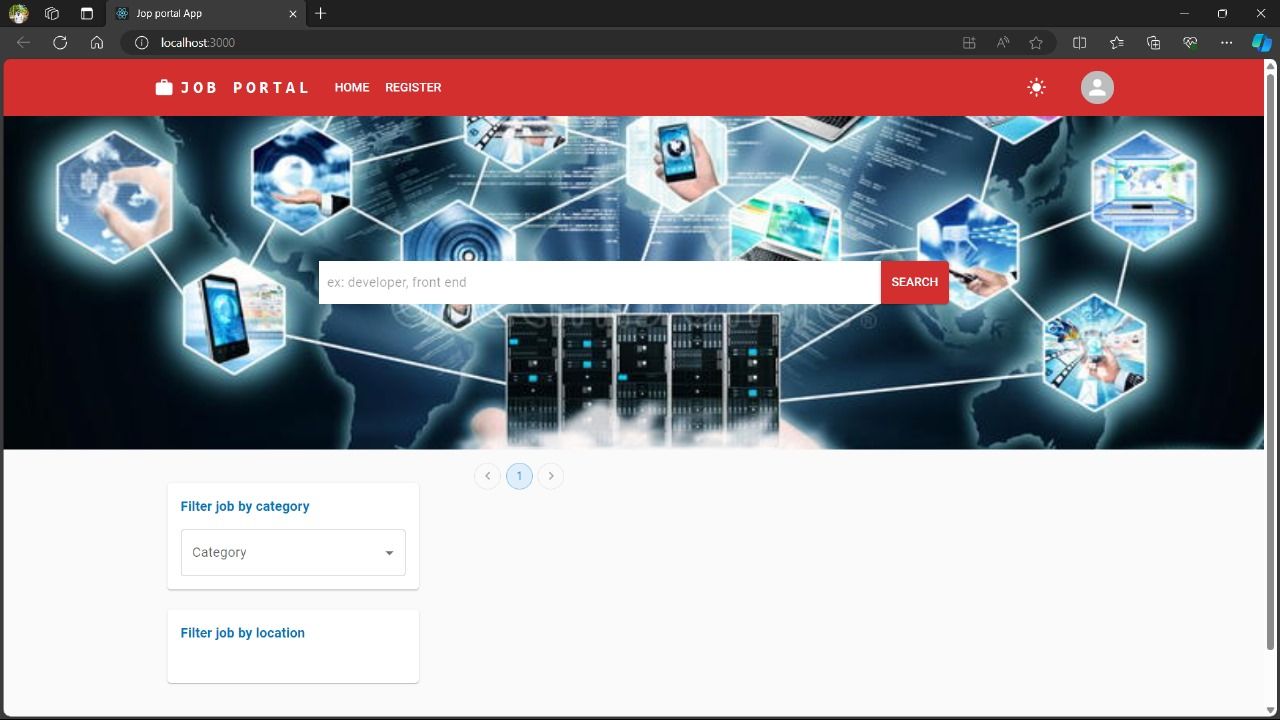 Jop portal App
localhost:3000
JOB PORTAL HOME REGISTER
ex: developer, front end SEARCH
1
Filter job by category
Category
Filter job by location